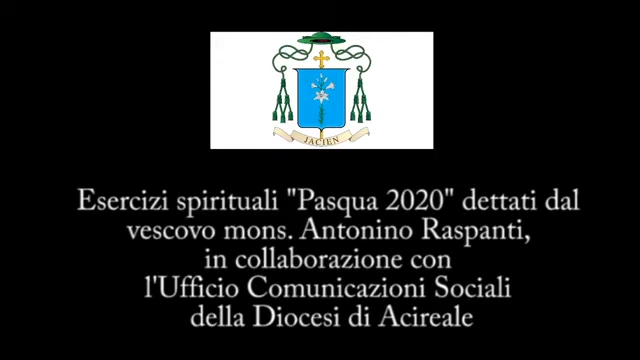 JACIEN
Esercizi spirituali "Pasqua 2020" dettati dal
vescovo mons. Antonino Raspanti,
in collaborazione con
l'Ufficio Comunicazioni Sociali
della Diocesi di Acireale